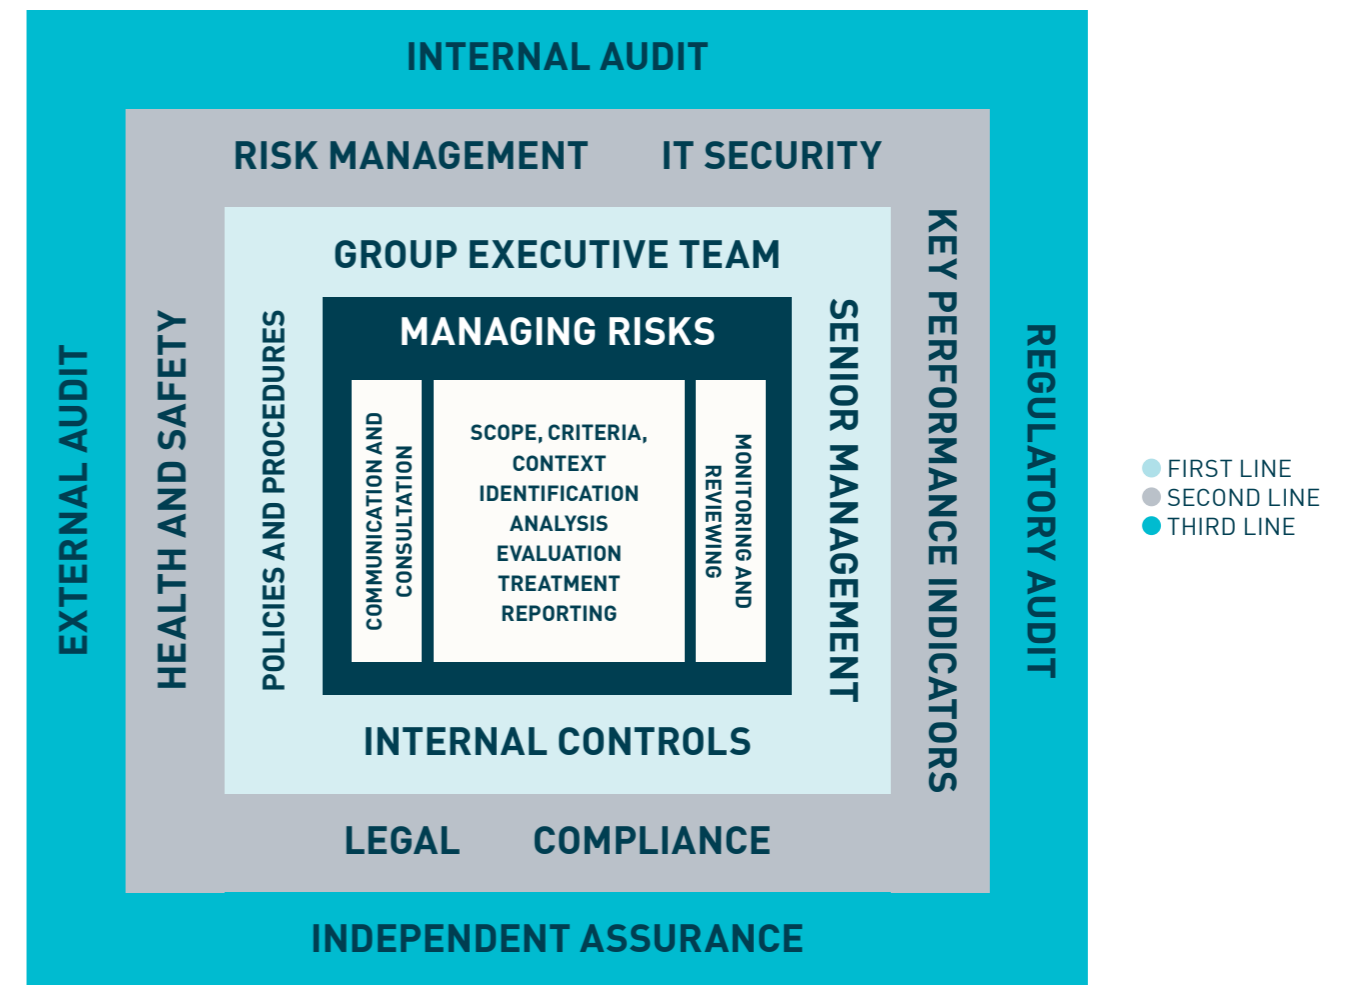 INTERNAL AUDIT
RISK MANAGEMENT
IT SECURITY
GROUP EXECUTIVE TEAM
MANAGING RISKS
EXTERNAL AUDIT
HEALTH AND SAFETY
POLICIES AND PROCEDURES
COMMUNICATION AND
CONSULTATION
SCOPE, CRITERIA,
CONTEXT
IDENTIFICATION
ANALYSIS
EVALUATION
TREATMENT
REPORTING
MONITORING AND
REVIEWING
SENIOR MANAGEMENT
KEY PERFORMANCE INDICATORS
REGULATORY AUDIT
INTERNAL CONTROLS
LEGAL
COMPLIANCE
INDEPENDENT ASSURANCE
FIRST LINE
SECOND LINE
THIRD LINE